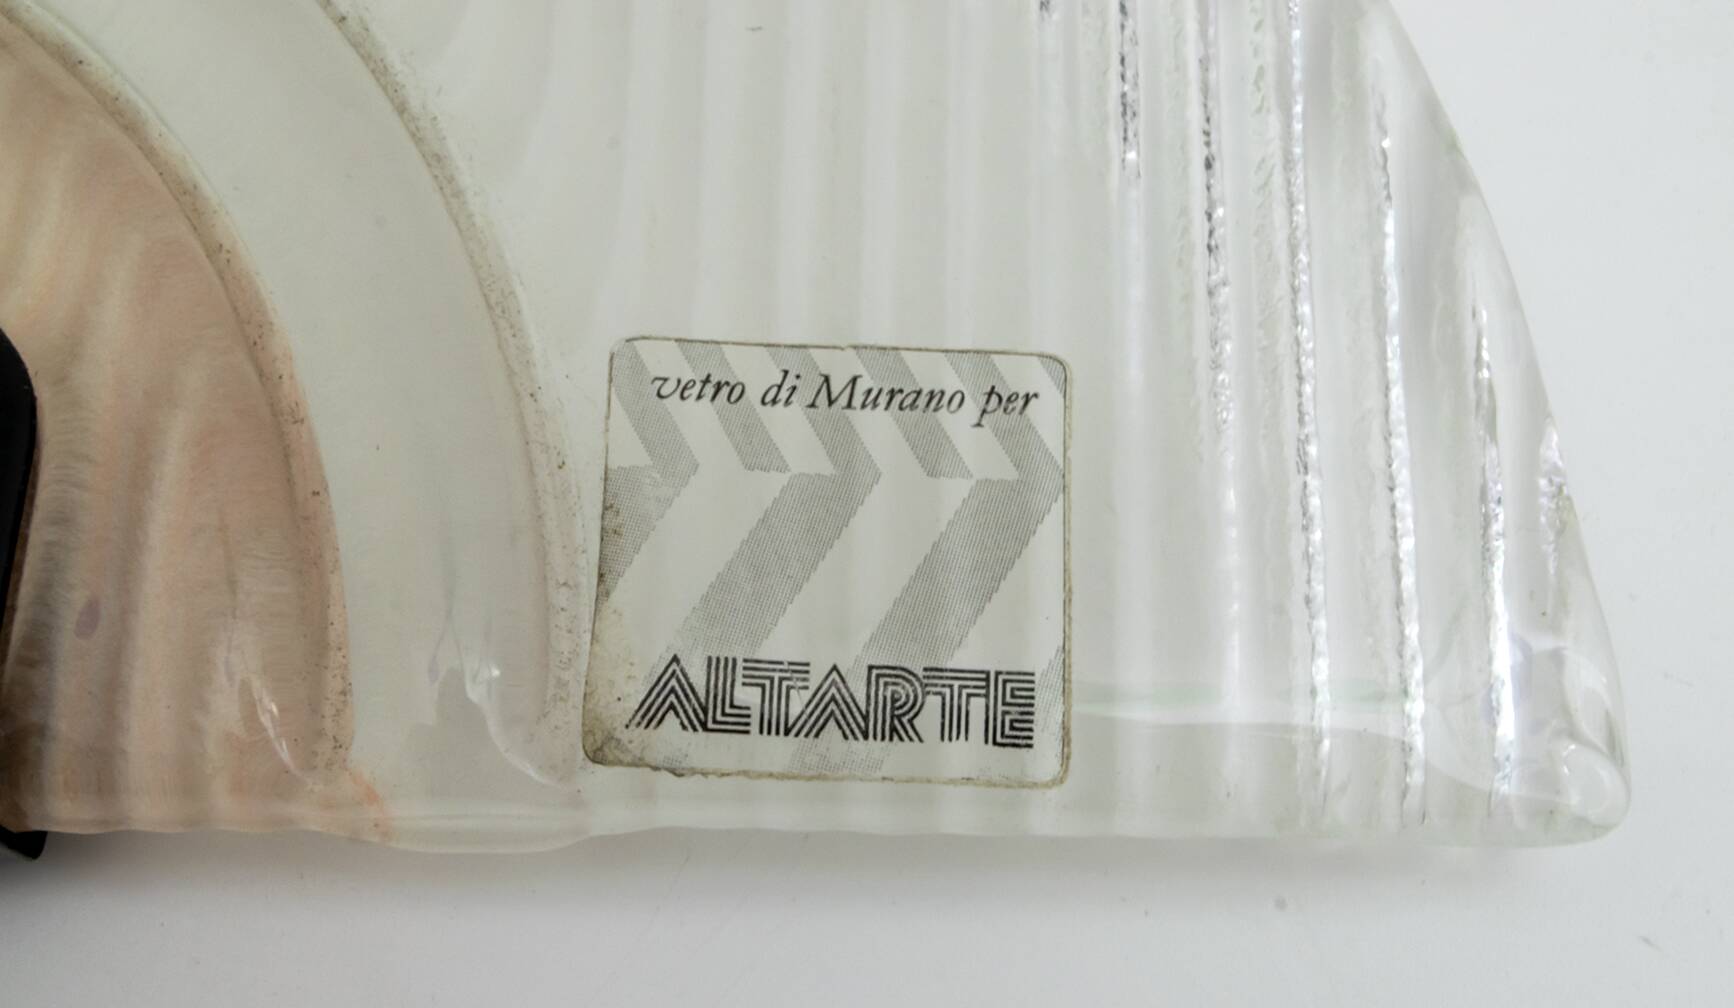 vetro di Murano per
ALTARTE